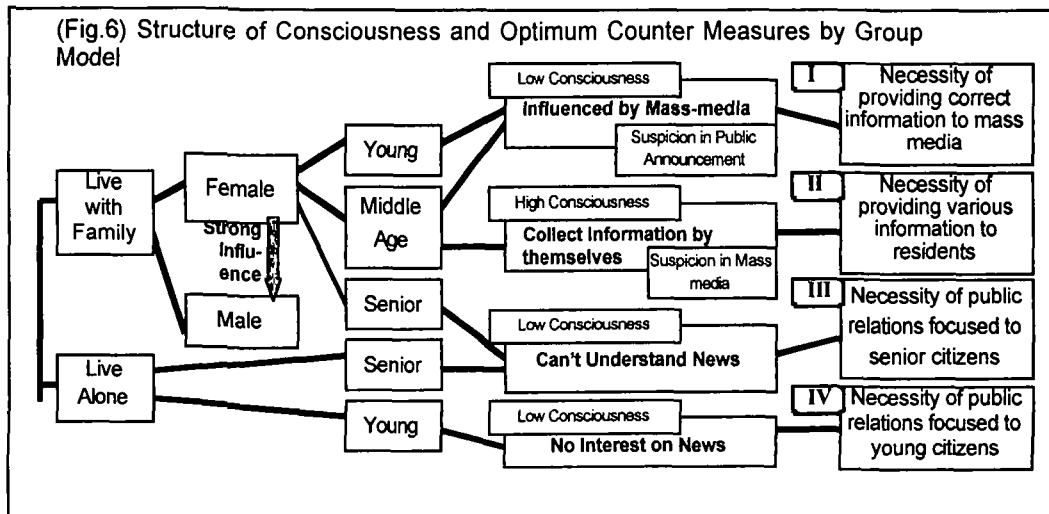 (Fig.6) Structure of Consciousness and Optimum Counter Measures by Group
Model
Live
with
Family
Female
Strong
Influ-
ence
Male
Live
Alone
Young
Middle
Age
Senior
Senior
Young
Low Consciousness
Influenced by Mass-media
Suspicion in Public
Announcement
High Consciousness
Collect Information by
themselves
Suspicion in Mass
media
Low Consciousness
Can't Understand News
Low Consciousness
No Interest on News
I
Necessity of
providing correct
information to mass
media
II
Necessity of
providing various
information to
residents
III
Necessity of public
relations focused to
senior citizens
IV
Necessity of public
relations focused to
young citizens